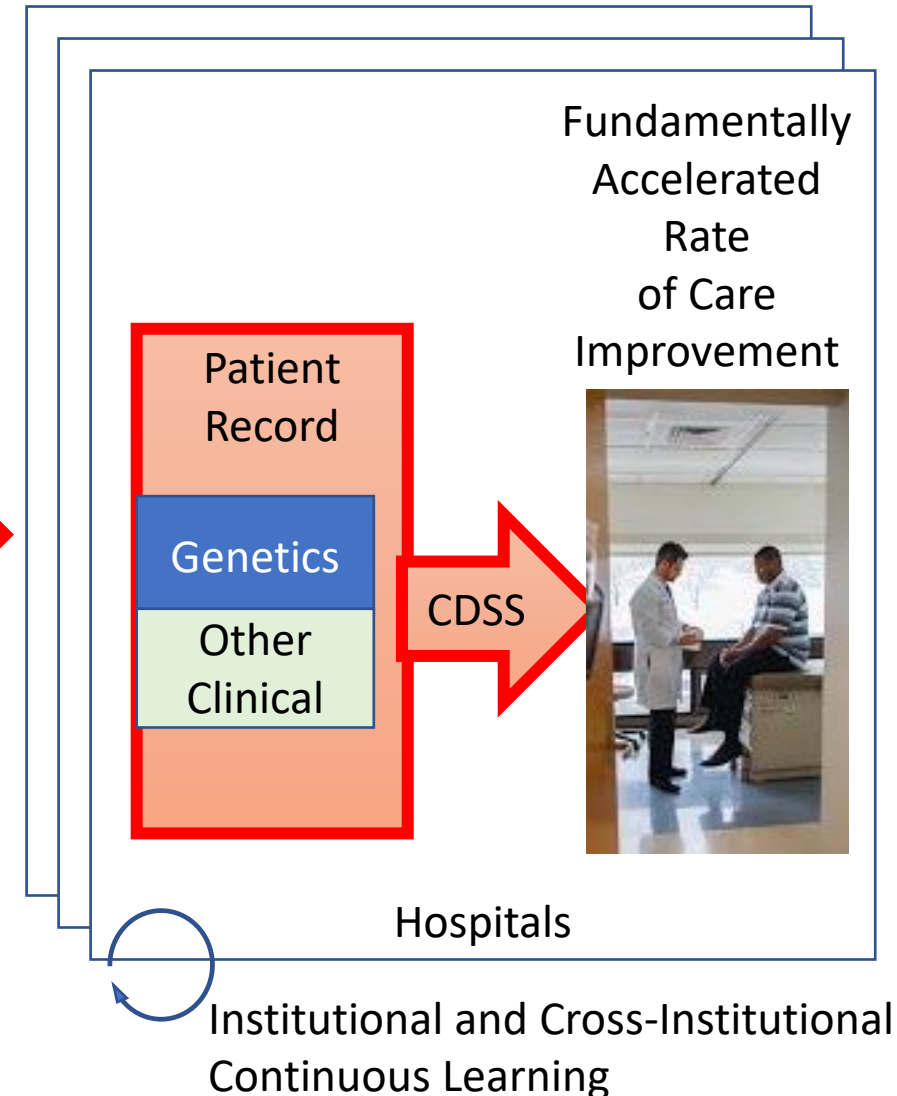 Fundamentally
Accelerated
Rate
of Care
Improvement
Patient
Record
Genetics
Other
Clinical
CDSS
Hospitals
Institutional and Cross-Institutional
Continuous Learning